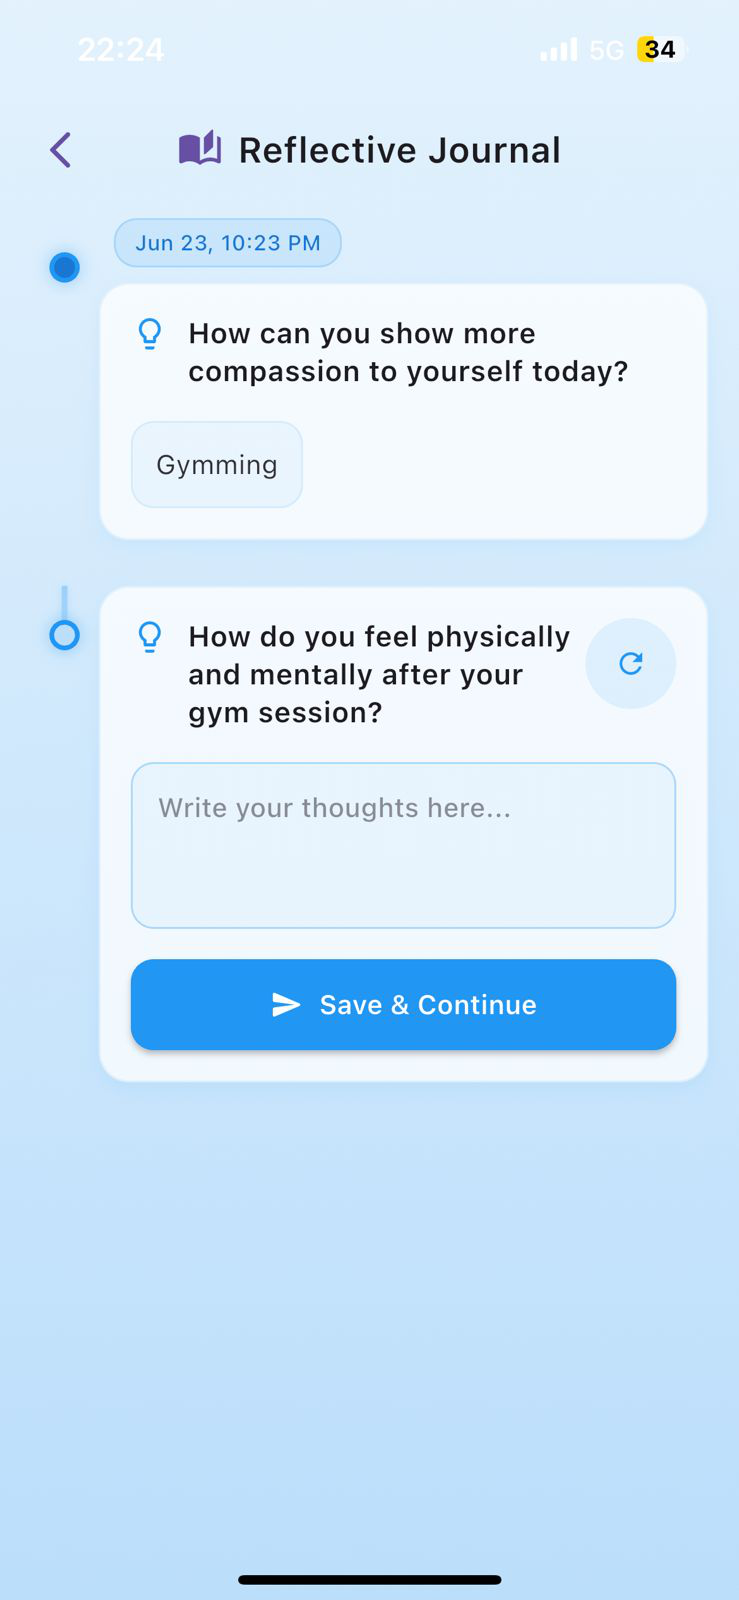 22:24
5G 34
Reflective Journal
Jun 23, 10:23 PM
How can you show more
compassion to yourself today?
Gymming
How do you feel physically
and mentally after your
gym session?
Write your thoughts here...
Save & Continue